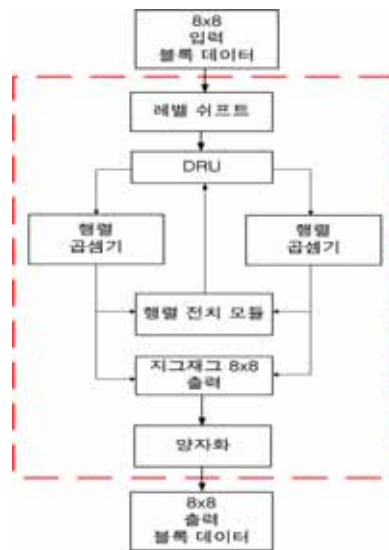 8x8
입력
블록 데이터
레벨 쉬프트
DRU
행렬
곱셈기
행렬
곱셈기
행렬 전치 모듈
지그재그 8x8
출력
양자화
8x8
출력
블록 데이터